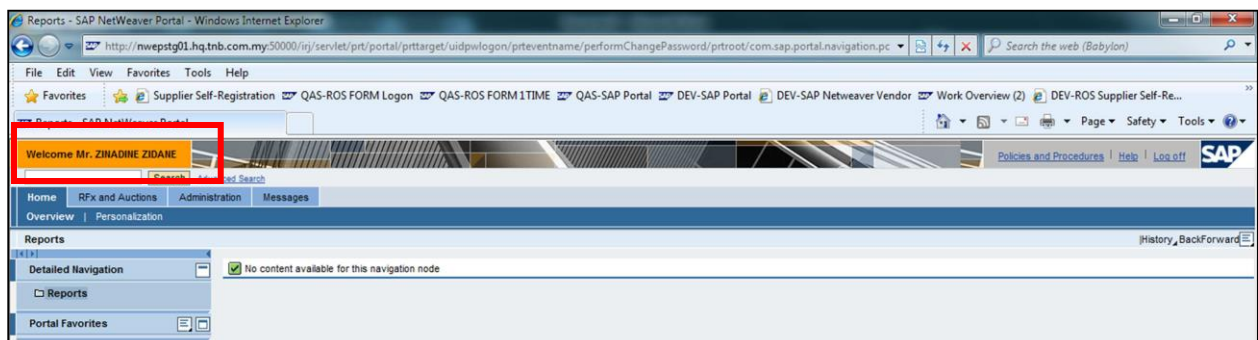 Reports - SAP NetWeaver Portal - Windows Internet Explorer
http://nwepstg01.hq.tnb.com.my:50000/irj/servlet/prt/portal/prttarget/uidpwlogon/prteventname/performChangePassword/prtroot/com.sap.portal.navigation.pc
Search the web (Babylon)
File Edit View Favorites Tools Help
Favorites Supplier Self-Registration QAS-ROS FORM Logon QAS-ROS FORM 1TIME QAS-SAP Portal DEV-SAP Portal DEV-SAP Netweaver Vendor Work Overview (2) DEV-ROS Supplier Self-Re... »
Reports - SAP NetWeaver Portal
Page Safety Tools
Welcome Mr. ZINADINE ZIDANE
Policies and Procedures | Help | Log off SAP
Search Advanced Search
Home RFx and Auctions Administration Messages
Overview | Personalization
Reports
|History BackForward
Detailed Navigation
No content available for this navigation node
Reports
Portal Favorites